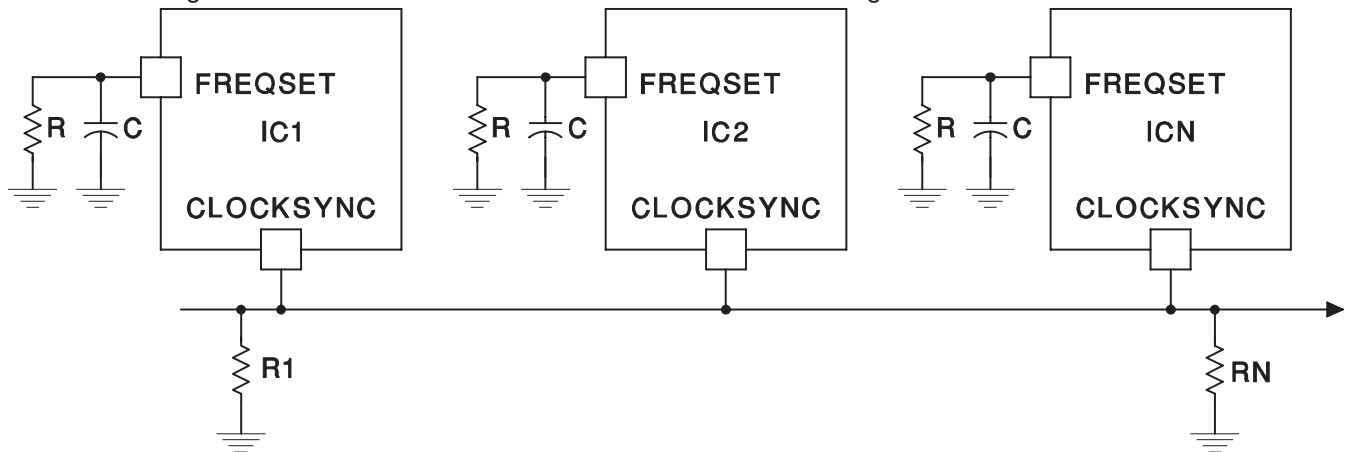 FREQSET
IC1
R
C
CLOCKSYNC
FREQSET
IC2
R
C
CLOCKSYNC
FREQSET
ICN
R
C
CLOCKSYNC
R1
RN